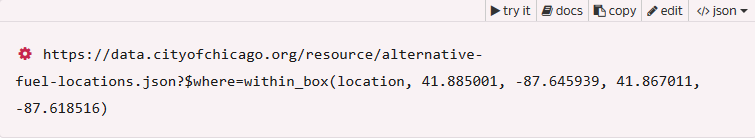 try it docs copy edit </> json
https://data.cityofchicago.org/resource/alternative-
fuel-locations.json?$where=within_box(location, 41.885001, -87.645939, 41.867011,
-87.618516)